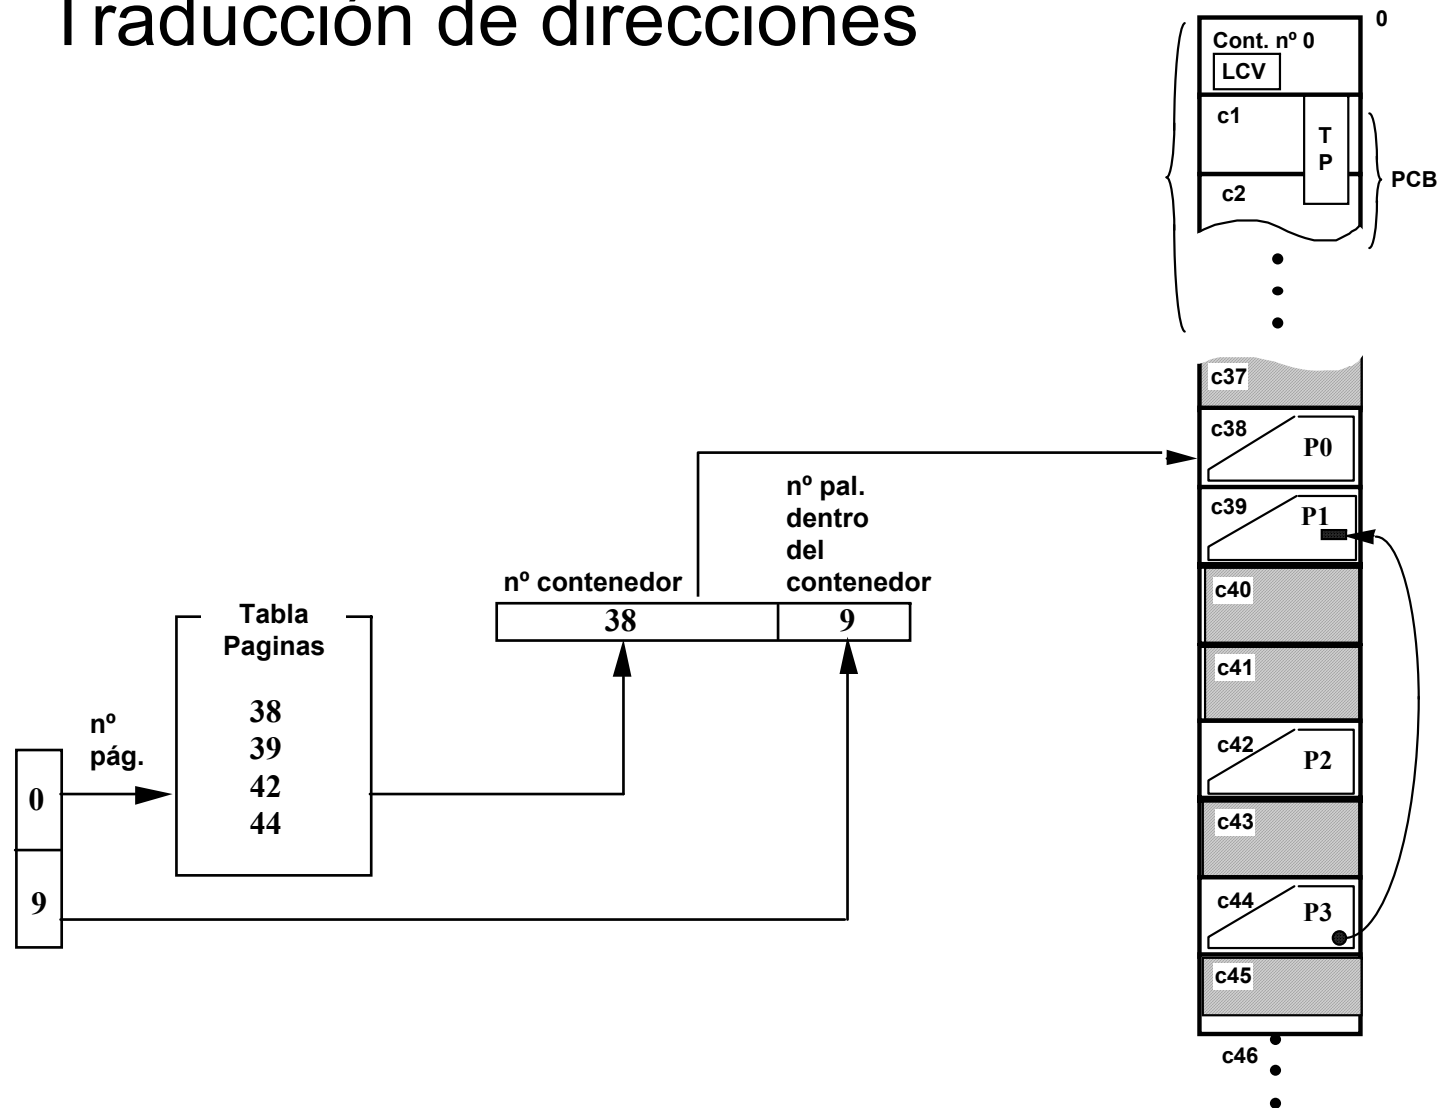 Traducción de direcciones
0
Cont. nº 0
LCV
c1
T
P
PCB
c2
c37
c38
P0
nº pal.
dentro
del
contenedor
c39
P1
nº contenedor
c40
38
9
Tabla
Paginas
c41
38
39
42
44
nº
pág.
c42
P2
0
c43
9
c44
P3
c45
c46